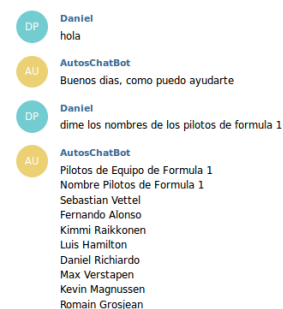 DP
Daniel
hola
AU
AutosChatBot
Buenos dias, como puedo ayudarte
DP
Daniel
dime los nombres de los pilotos de formula 1
AU
AutosChatBot
Pilotos de Equipo de Formula 1
Nombre Pilotos de Formula 1
Sebastian Vettel
Fernando Alonso
Kimmi Raikkonen
Luis Hamilton
Daniel Richiardo
Max Verstapen
Kevin Magnussen
Romain Grosjean